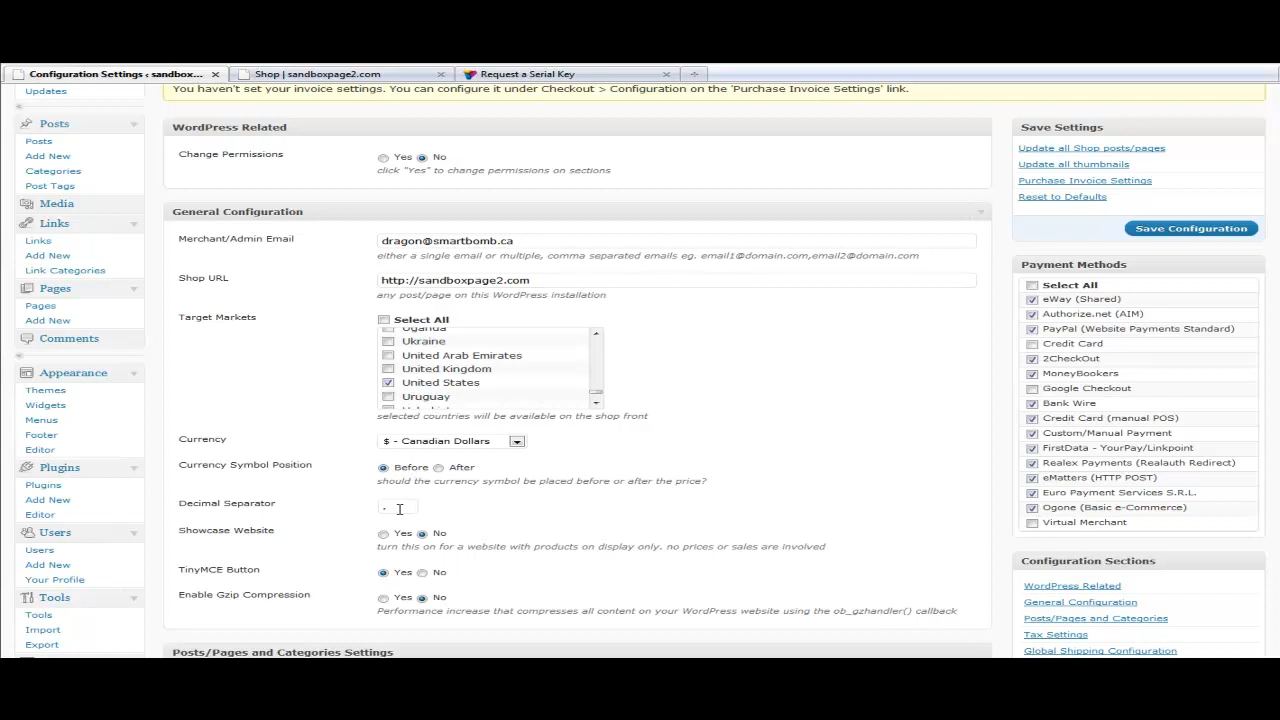 Configuration Settings ‹ sandbox...
Shop | sandboxpage2.com
Request a Serial Key
Updates
Posts
Posts
Add New
Categories
Post Tags
Media
Links
Links
Add New
Link Categories
Pages
Pages
Add New
Comments
Appearance
Themes
Widgets
Menus
Footer
Editor
Plugins
Plugins
Add New
Editor
Users
Users
Add New
Your Profile
Tools
Tools
Import
Export
You haven't set your invoice settings. You can configure it under Checkout > Configuration on the 'Purchase Invoice Settings' link.
WordPress Related
Change Permissions
Yes No
click "Yes" to change permissions on sections
General Configuration
Merchant/Admin Email
dragon@smartbomb.ca
either a single email or multiple, comma separated emails eg. email1@domain.com,email2@domain.com
Shop URL
http://sandboxpage2.com
any post/page on this WordPress installation
Target Markets
Select All
Uganda
Ukraine
United Arab Emirates
United Kingdom
United States
Uruguay
selected countries will be available on the shop front
Currency
$ - Canadian Dollars
Currency Symbol Position
Before After
should the currency symbol be placed before or after the price?
Decimal Separator
.
Showcase Website
Yes No
turn this on for a website with products on display only. no prices or sales are involved
TinyMCE Button
Yes No
Enable Gzip Compression
Yes No
Performance increase that compresses all content on your WordPress website using the ob_gzhandler() callback
Posts/Pages and Categories Settings
Save Settings
Update all Shop posts/pages
Update all thumbnails
Purchase Invoice Settings
Reset to Defaults
Save Configuration
Payment Methods
Select All
eWay (Shared)
Authorize.net (AIM)
PayPal (Website Payments Standard)
Credit Card
2CheckOut
MoneyBookers
Google Checkout
Bank Wire
Credit Card (manual POS)
Custom/Manual Payment
FirstData - YourPay/Linkpoint
Realex Payments (Realauth Redirect)
eMatters (HTTP POST)
Euro Payment Services S.R.L.
Ogone (Basic e-Commerce)
Virtual Merchant
Configuration Sections
WordPress Related
General Configuration
Posts/Pages and Categories
Tax Settings
Global Shipping Configuration